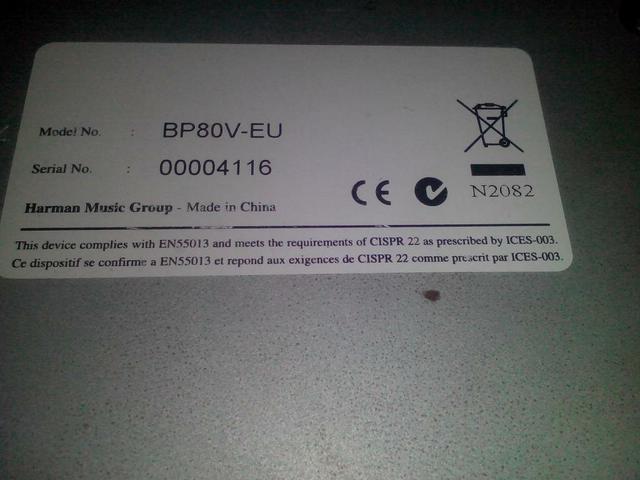 Model No. : BP80V-EU
Serial No. : 00004116
Harman Music Group - Made in China
CE
N2082
This device complies with EN55013 and meets the requirements of CISPR 22 as prescribed by ICES-003.
Ce dispositif se confirme a EN55013 et repond aux exigences de CISPR 22 comme prescrit par ICES-003.